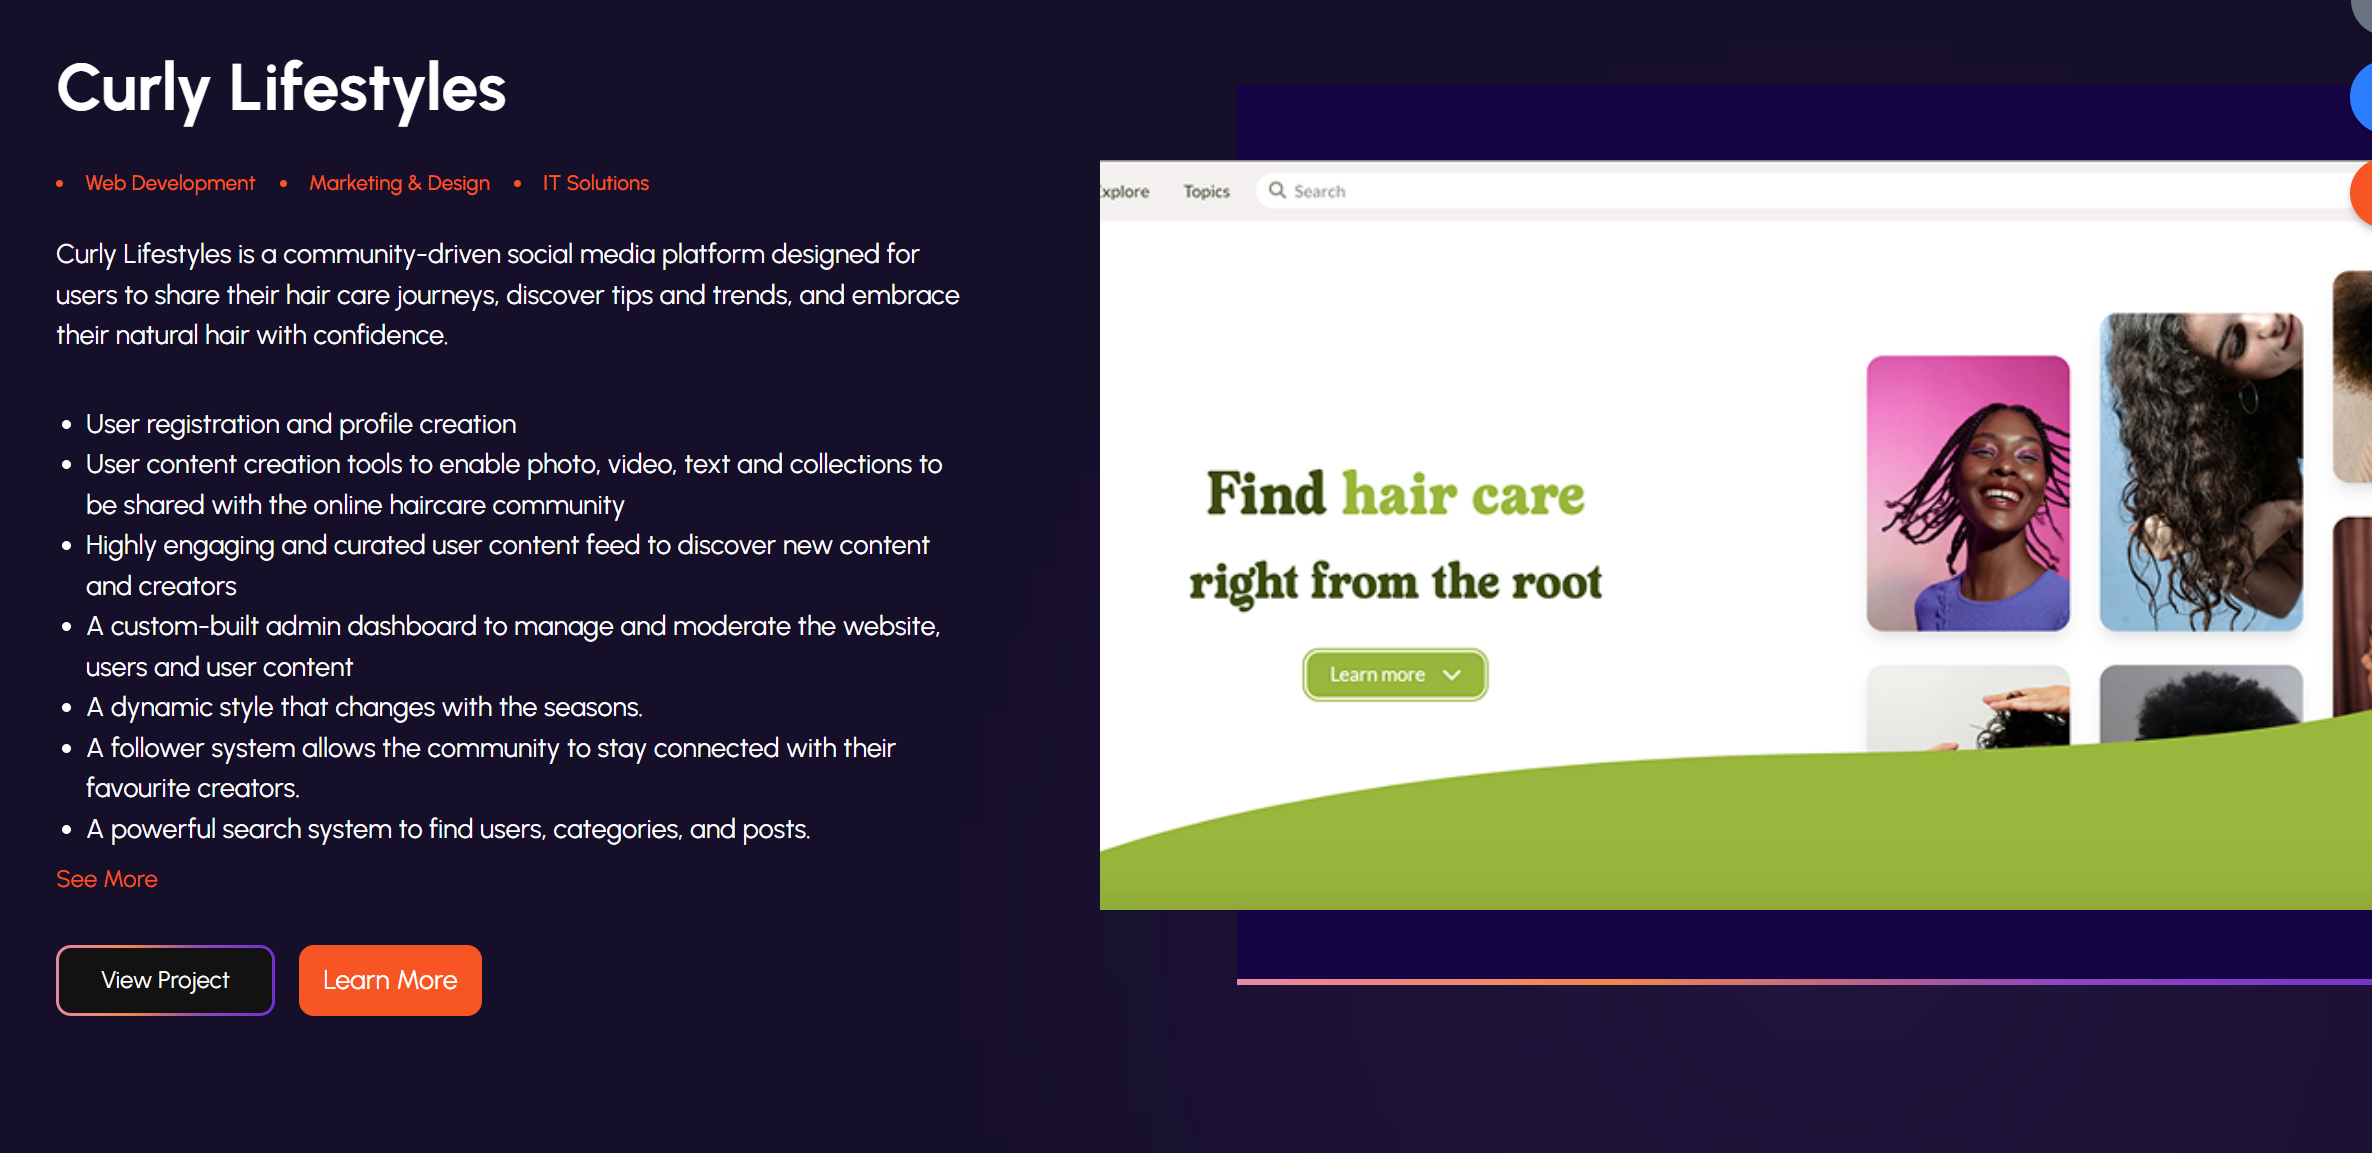 Curly Lifestyles
• Web Development • Marketing & Design • IT Solutions
Curly Lifestyles is a community-driven social media platform designed for
users to share their hair care journeys, discover tips and trends, and embrace
their natural hair with confidence.
• User registration and profile creation
• User content creation tools to enable photo, video, text and collections to
be shared with the online haircare community
• Highly engaging and curated user content feed to discover new content
and creators
• A custom-built admin dashboard to manage and moderate the website,
users and user content
• A dynamic style that changes with the seasons.
• A follower system allows the community to stay connected with their
favourite creators.
• A powerful search system to find users, categories, and posts.
See More
View Project Learn More
xplore Topics Search
Find hair care
right from the root
Learn more